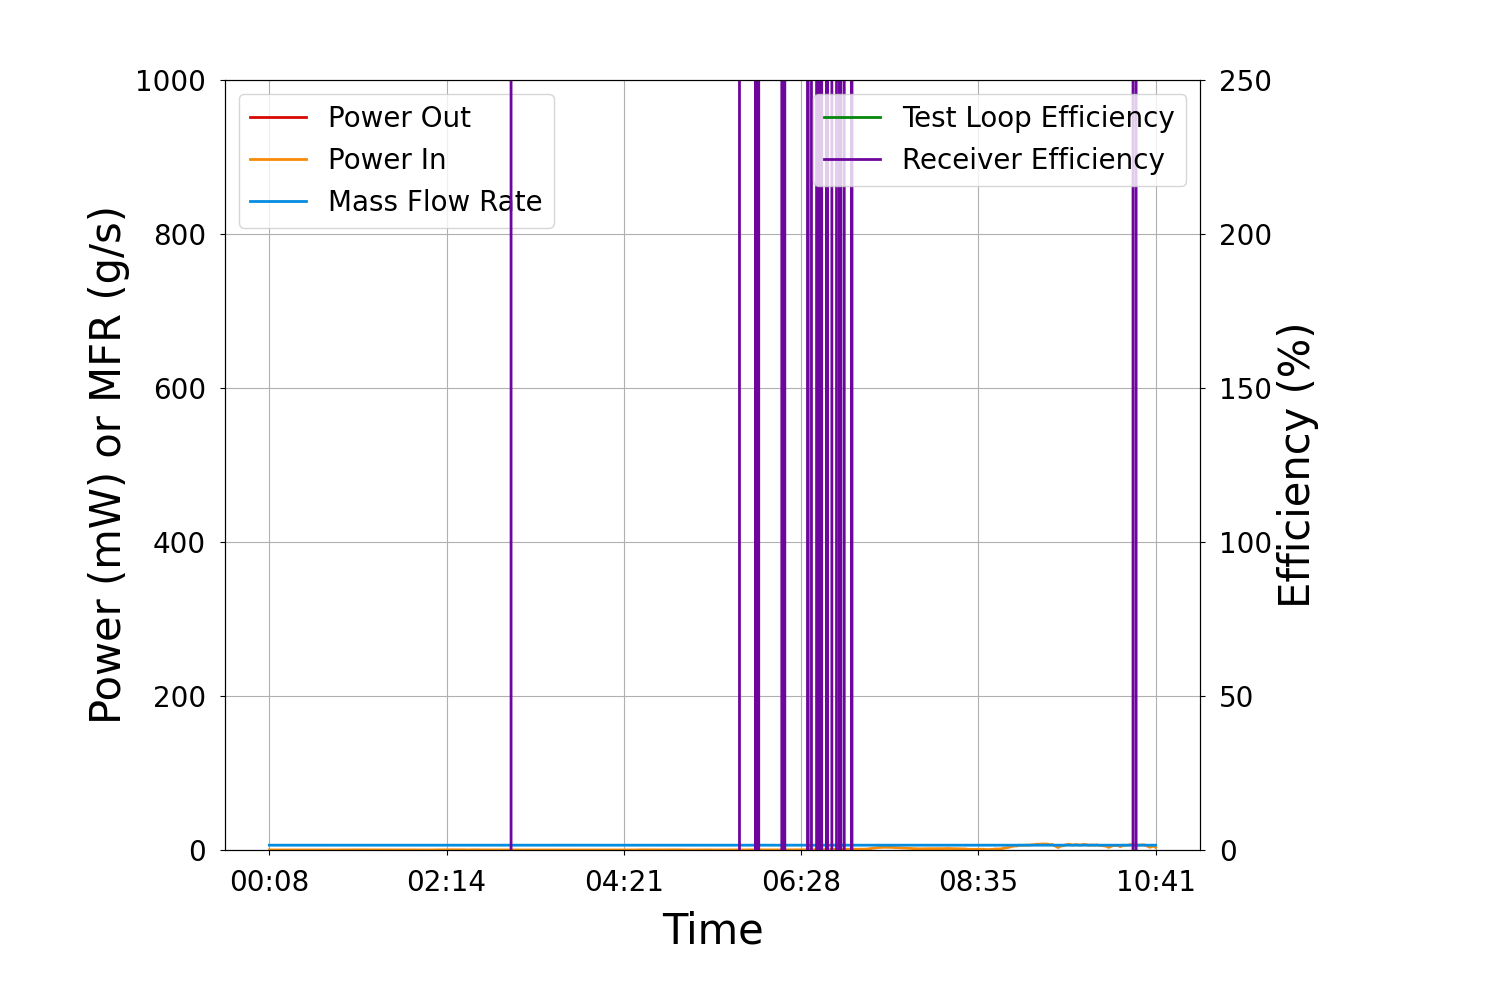 1000
800
600
400
200
0
Power (mW) or MFR (g/s)
Power Out
Power In
Mass Flow Rate
Test Loop Efficiency
Receiver Efficiency
250
200
150
100
50
0
Efficiency (%)
00:08 02:14 04:21 06:28 08:35 10:41
Time